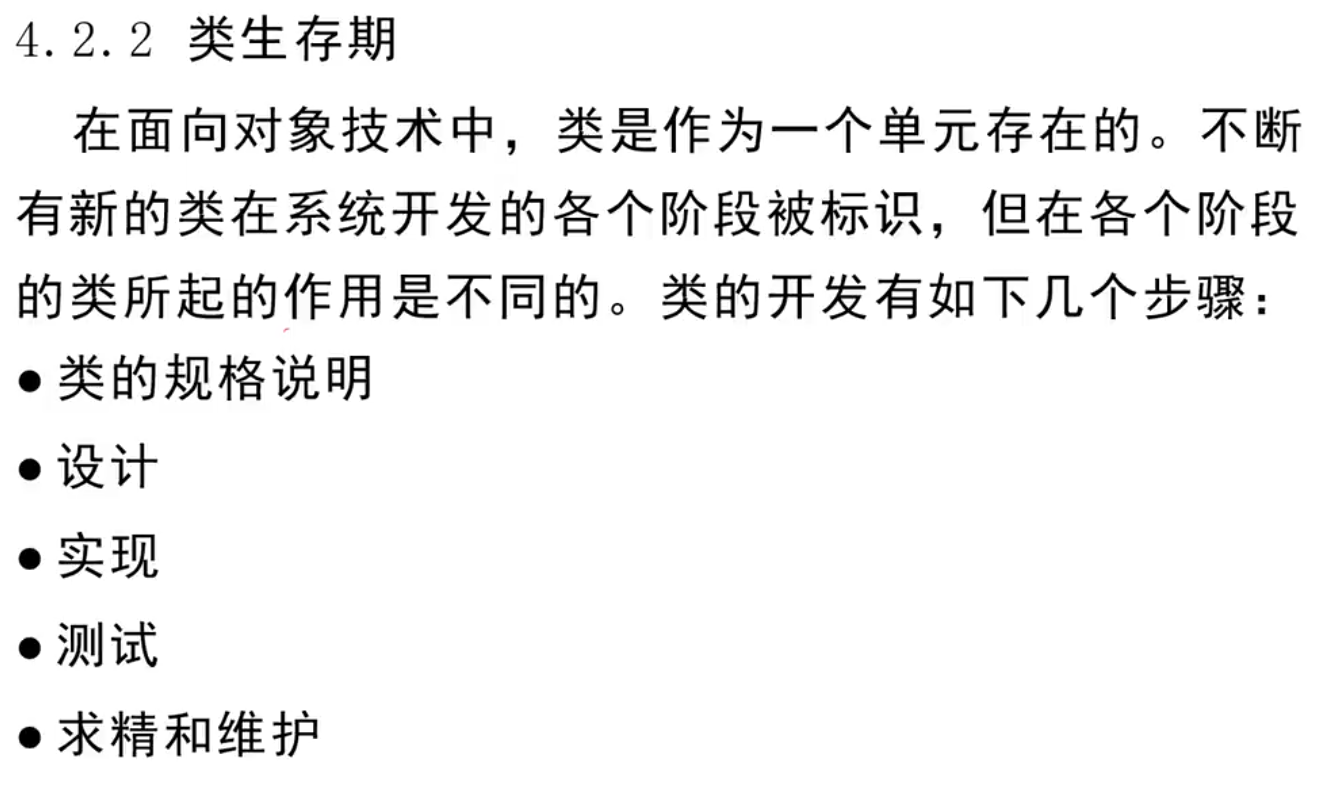 4.2.2 类生存期
在面向对象技术中，类是作为一个单元存在的。不断
有新的类在系统开发的各个阶段被标识，但在各个阶段
的类所起的作用是不同的。类的开发有如下几个步骤：
●类的规格说明
●设计
●实现
●测试
●求精和维护